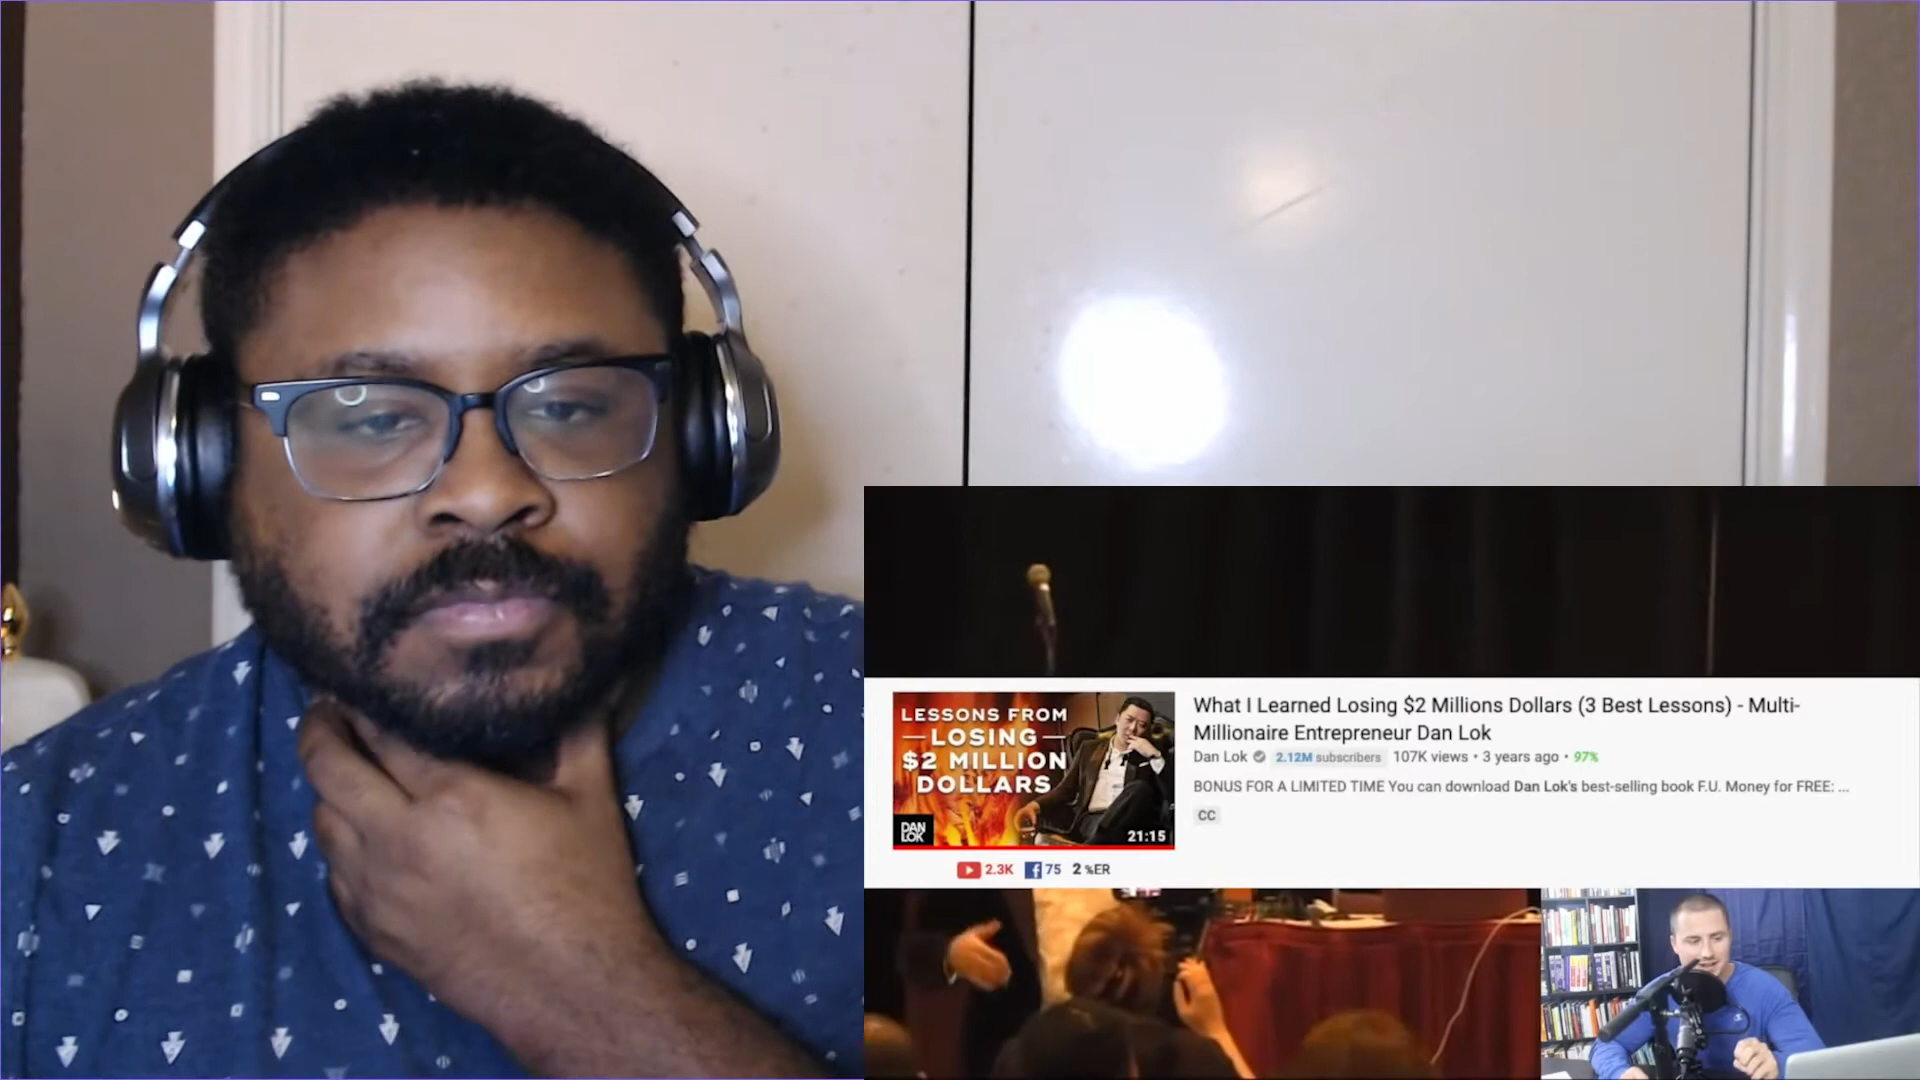 LESSONS FROM
LOSING
$2 MILLION
DOLLARS
DAN
LOK
21:15
What I Learned Losing $2 Millions Dollars (3 Best Lessons) - Multi-
Millionaire Entrepreneur Dan Lok
Dan Lok 2.12M subscribers 107K views • 3 years ago • 97%
BONUS FOR A LIMITED TIME You can download Dan Lok's best-selling book F.U. Money for FREE: ...
CC
2.3K 75 2 %ER